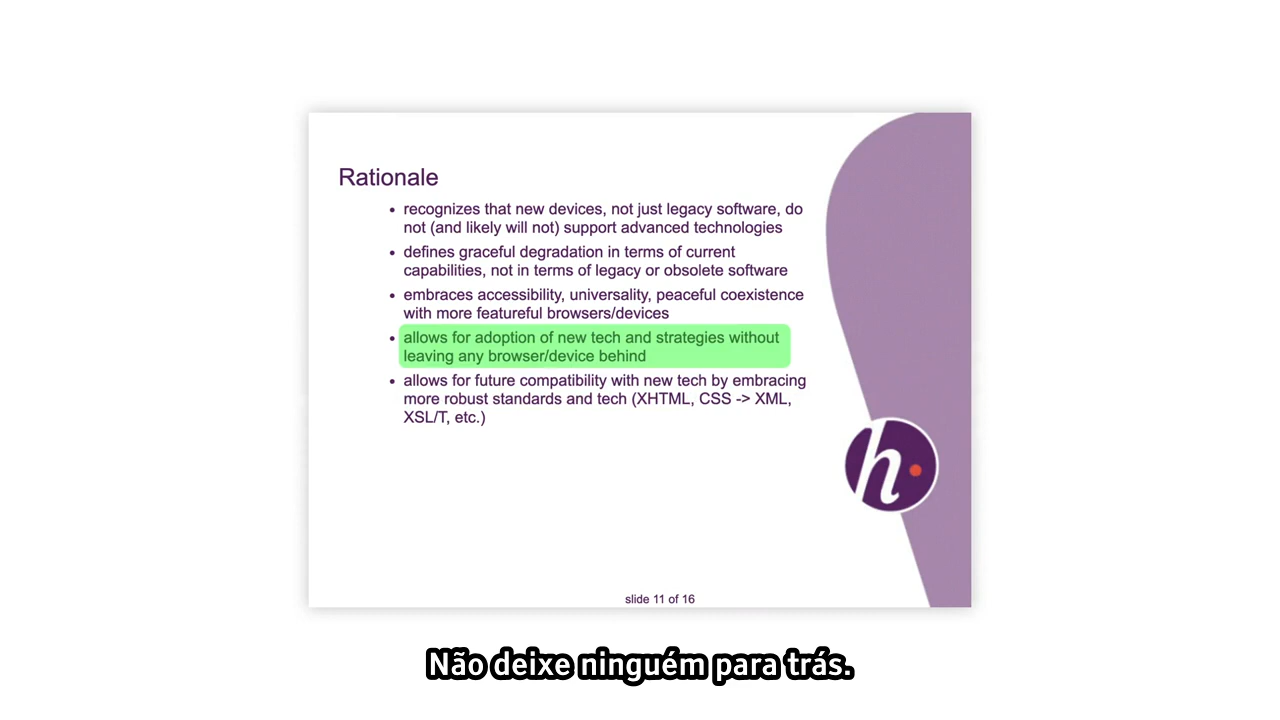 Rationale
• recognizes that new devices, not just legacy software, do
not (and likely will not) support advanced technologies
• defines graceful degradation in terms of current
capabilities, not in terms of legacy or obsolete software
• embraces accessibility, universality, peaceful coexistence
with more featureful browsers/devices
• allows for adoption of new tech and strategies without
leaving any browser/device behind
• allows for future compatibility with new tech by embracing
more robust standards and tech (XHTML, CSS -> XML,
XSL/T, etc.)
h
slide 11 of 16
Não deixe ninguém para trás.